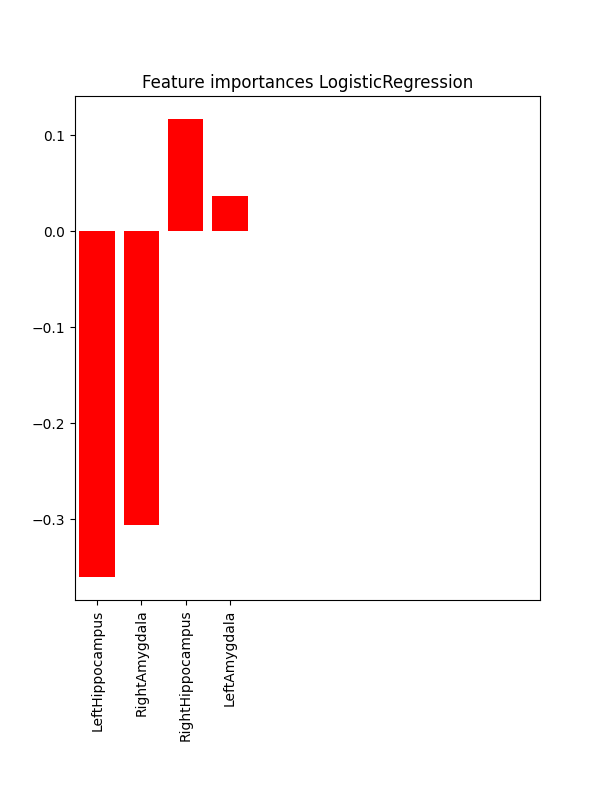 Feature importances LogisticRegression
0.1
0.0
−0.1
−0.2
−0.3
LeftHippocampus
RightAmygdala
RightHippocampus
LeftAmygdala